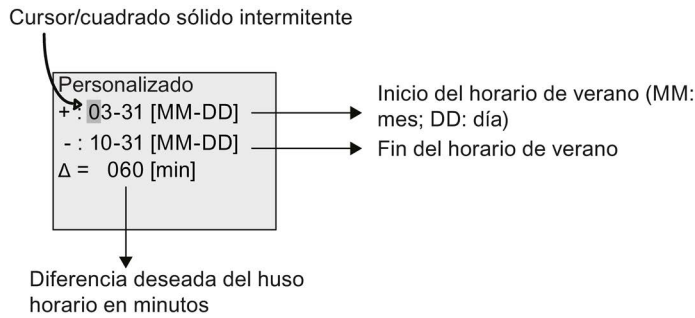 Cursor/cuadrado sólido intermitente
Personalizado
+ : 03-31 [MM-DD]
- : 10-31 [MM-DD]
Δ = 060 [min]
Inicio del horario de verano (MM:
mes; DD: día)
Fin del horario de verano
Diferencia deseada del huso
horario en minutos